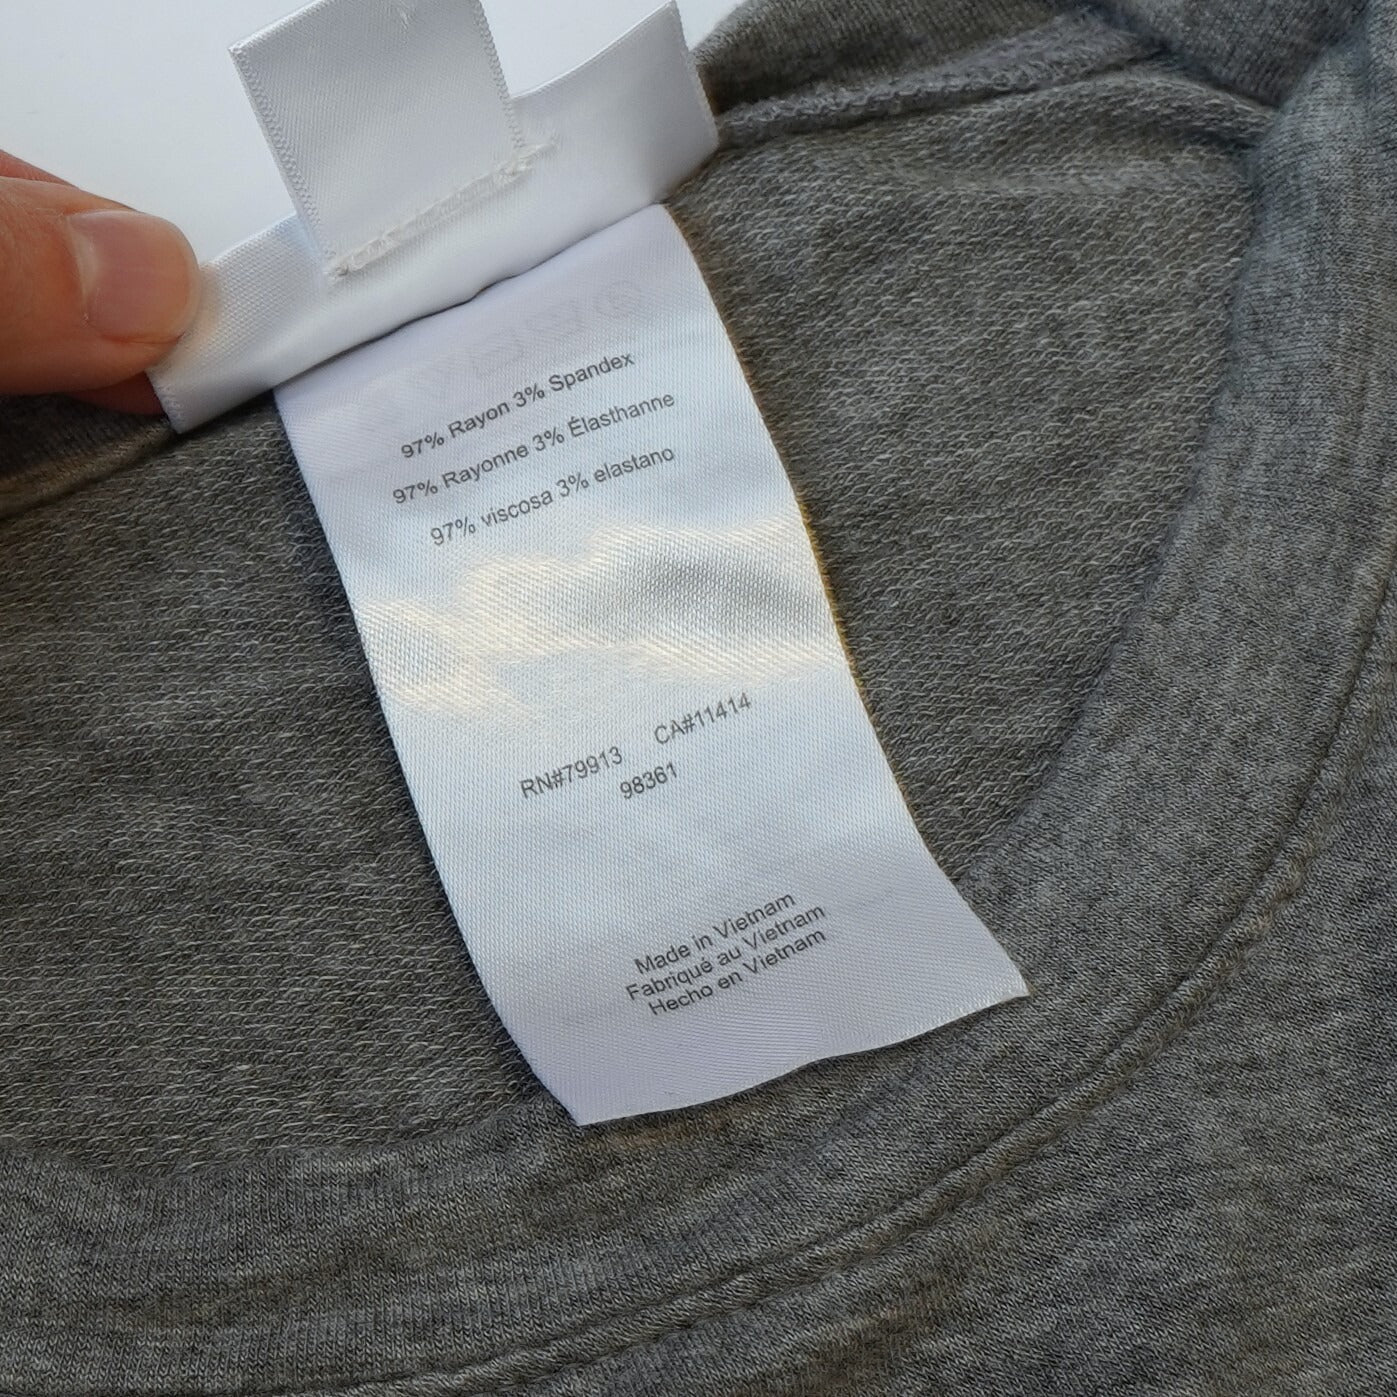 97% Rayon 3% Spandex
97% Rayonne 3% Élasthanne
97% viscosa 3% elastano
RN#79913 CA#11414
98361
Made in Vietnam
Fabriqué au Vietnam
Hecho en Vietnam